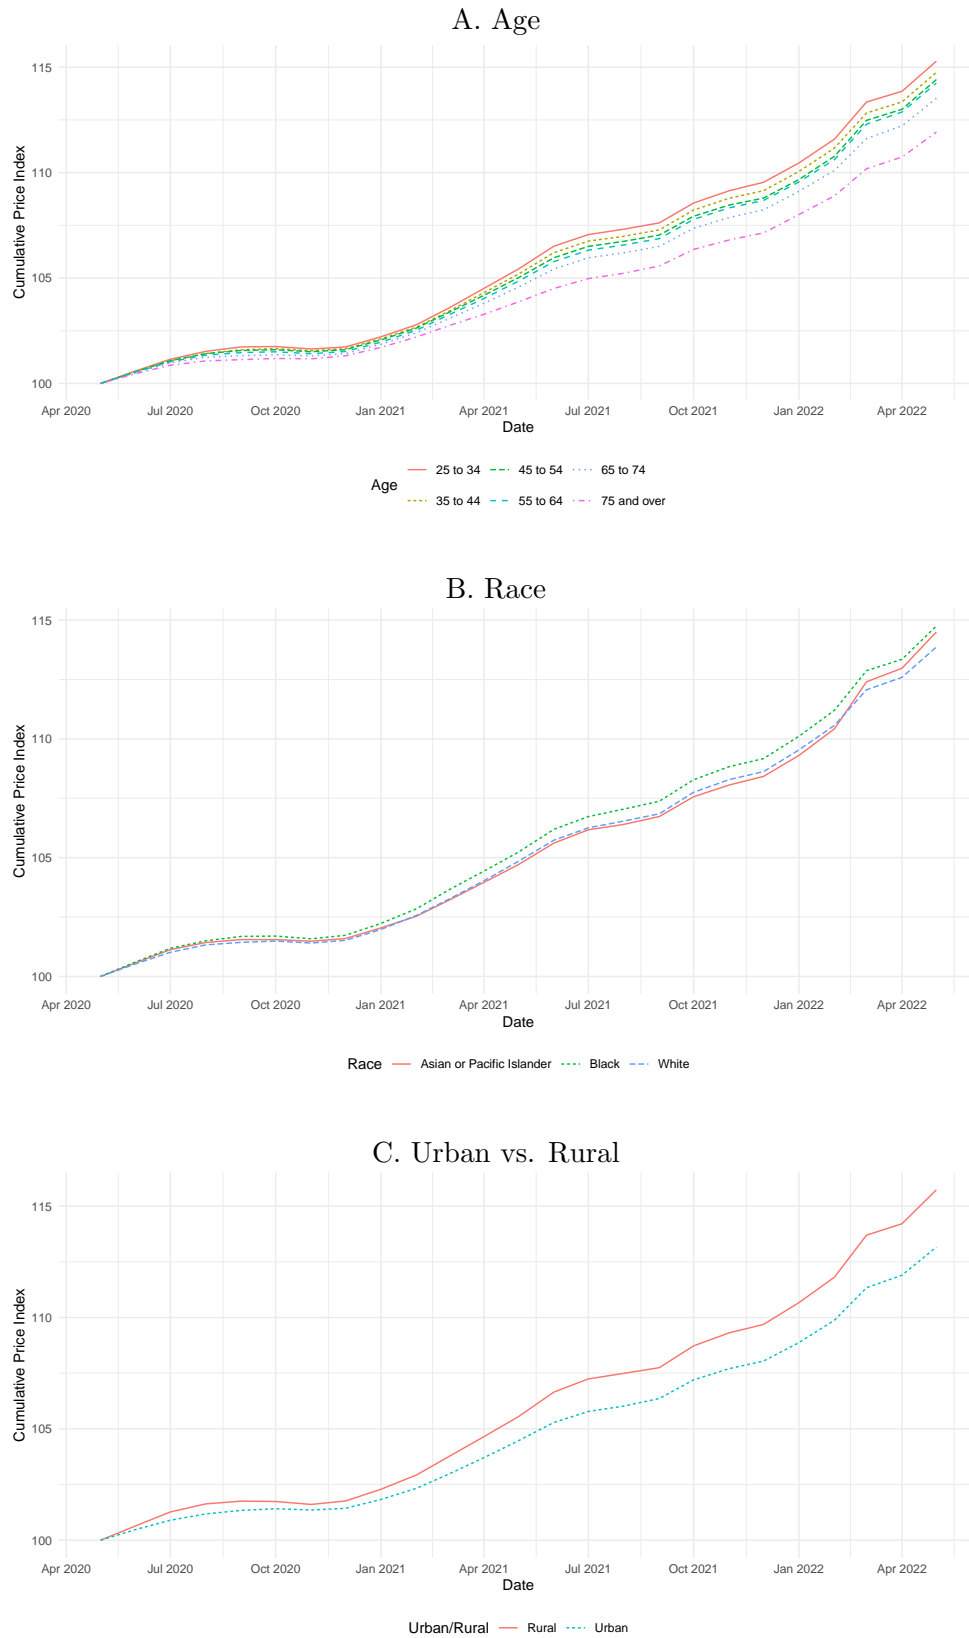 A. Age
115
110
105
100
Cumulative Price Index
Apr 2020 Jul 2020 Oct 2020 Jan 2021 Apr 2021 Jul 2021 Oct 2021 Jan 2022 Apr 2022
Date
Age
25 to 34 45 to 54 65 to 74
35 to 44 55 to 64 75 and over
B. Race
115
110
105
100
Cumulative Price Index
Apr 2020 Jul 2020 Oct 2020 Jan 2021 Apr 2021 Jul 2021 Oct 2021 Jan 2022 Apr 2022
Date
Race Asian or Pacific Islander Black White
C. Urban vs. Rural
115
110
105
100
Cumulative Price Index
Apr 2020 Jul 2020 Oct 2020 Jan 2021 Apr 2021 Jul 2021 Oct 2021 Jan 2022 Apr 2022
Date
Urban/Rural Rural Urban